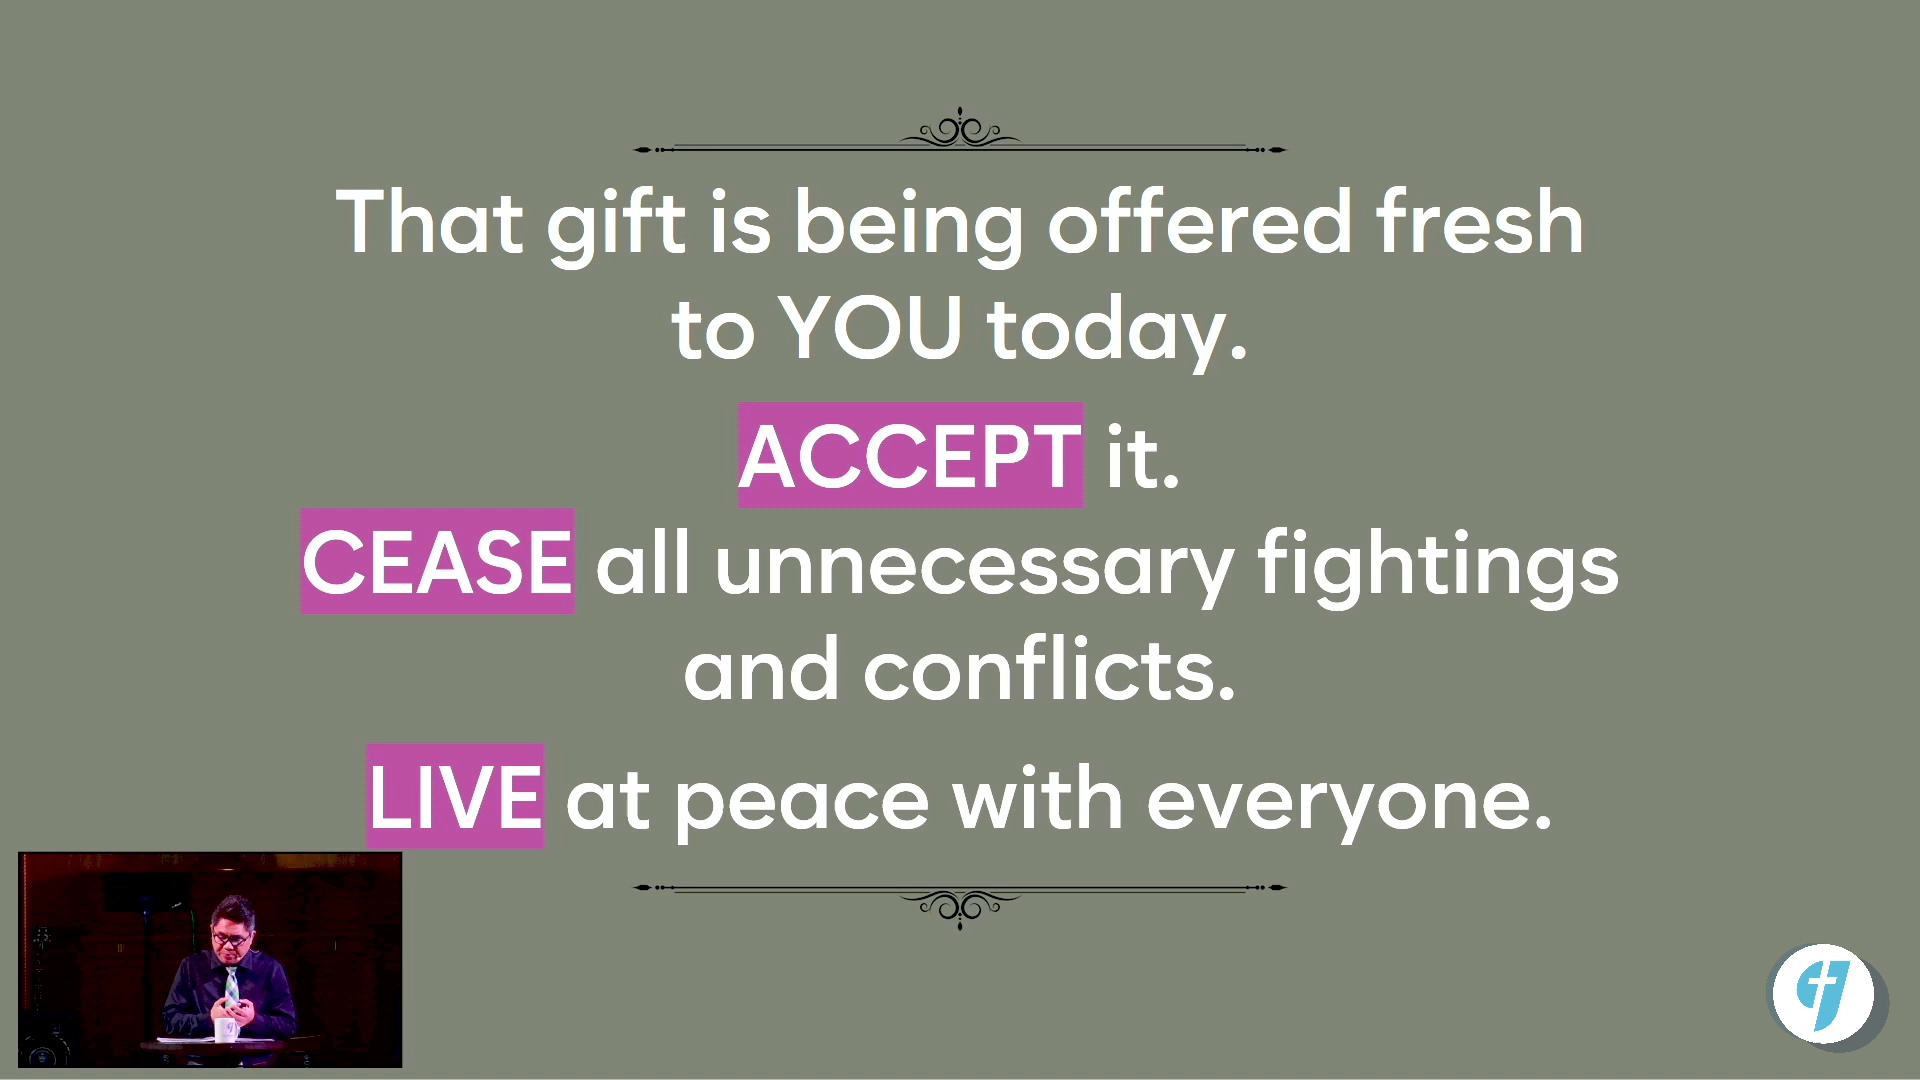 That gift is being offered fresh
to YOU today.
ACCEPT it.
CEASE all unnecessary fightings
and conflicts.
LIVE at peace with everyone.